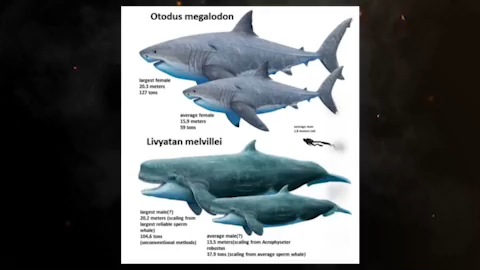 Otodus megalodon
largest female
20,3 meters
127 tons
average female
15,9 meters
59 tons
average man
1,8 meters tall
Livyatan melvillei
largest male(?)
20,2 meters (scaling from
largest reliable sperm
whale)
104,6 tons
(unconventional methods)
average male(?)
13,5 meters(scaling from Acrophyseter
robustus
37.9 tons (scaling from average sperm whale)